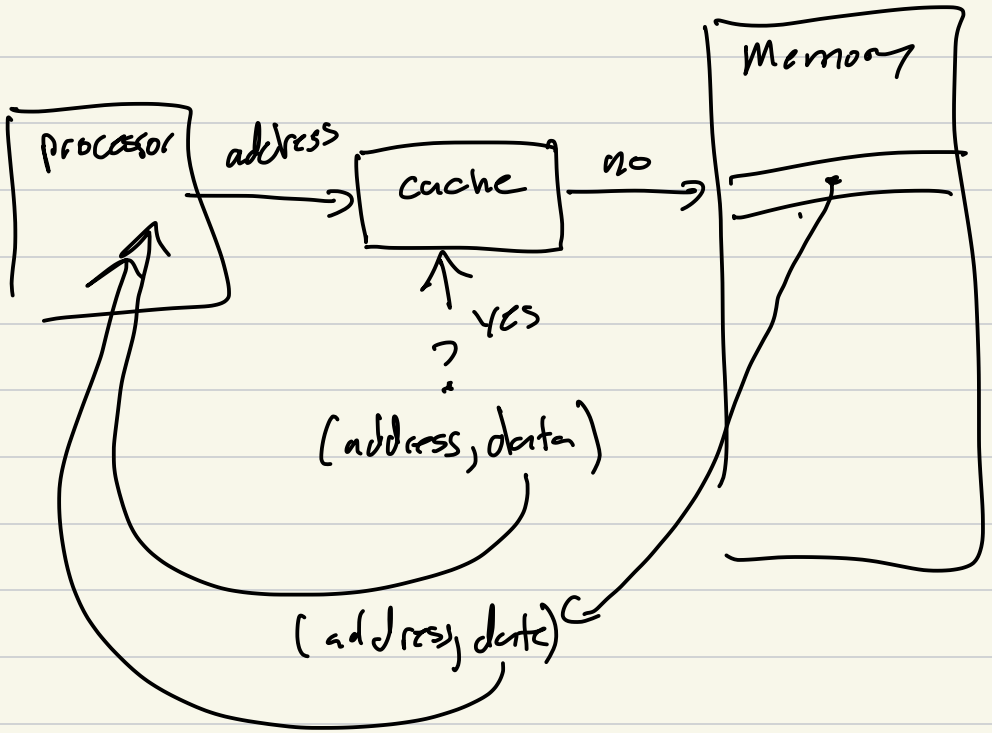 Memory
processor
address
cache
no
YES
?
(address, data)
(address, data)